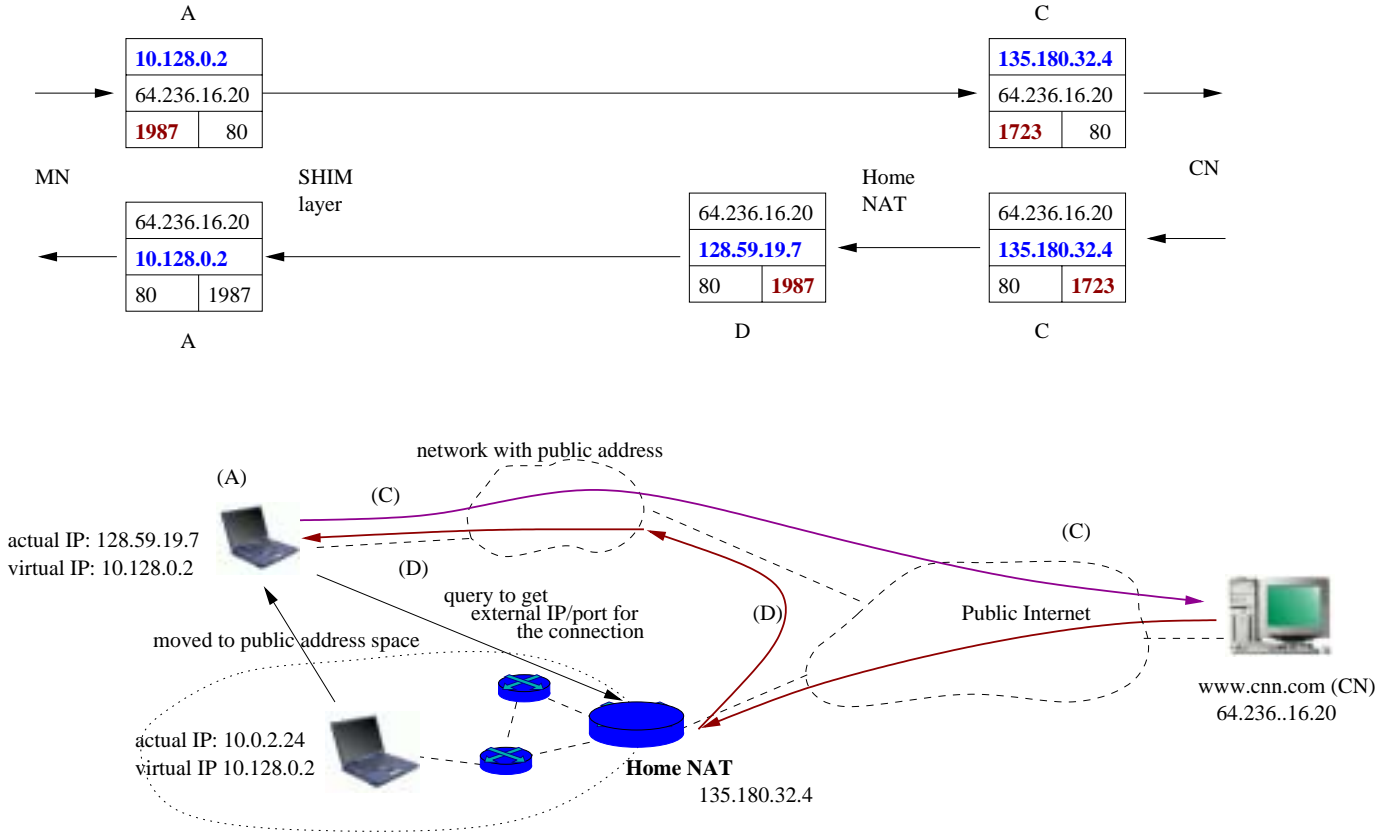 A
C
10.128.0.2
64.236.16.20
1987 80
135.180.32.4
64.236.16.20
1723 80
MN
SHIM
layer
Home
NAT
CN
64.236.16.20
10.128.0.2
80 1987
64.236.16.20
128.59.19.7
80 1987
64.236.16.20
135.180.32.4
80 1723
A
D
C
network with public address
(A)
(C)
(C)
actual IP: 128.59.19.7
virtual IP: 10.128.0.2
(D)
query to get
external IP/port for
the connection
(D)
Public Internet
moved to public address space
www.cnn.com (CN)
64.236..16.20
actual IP: 10.0.2.24
virtual IP 10.128.0.2
Home NAT
135.180.32.4